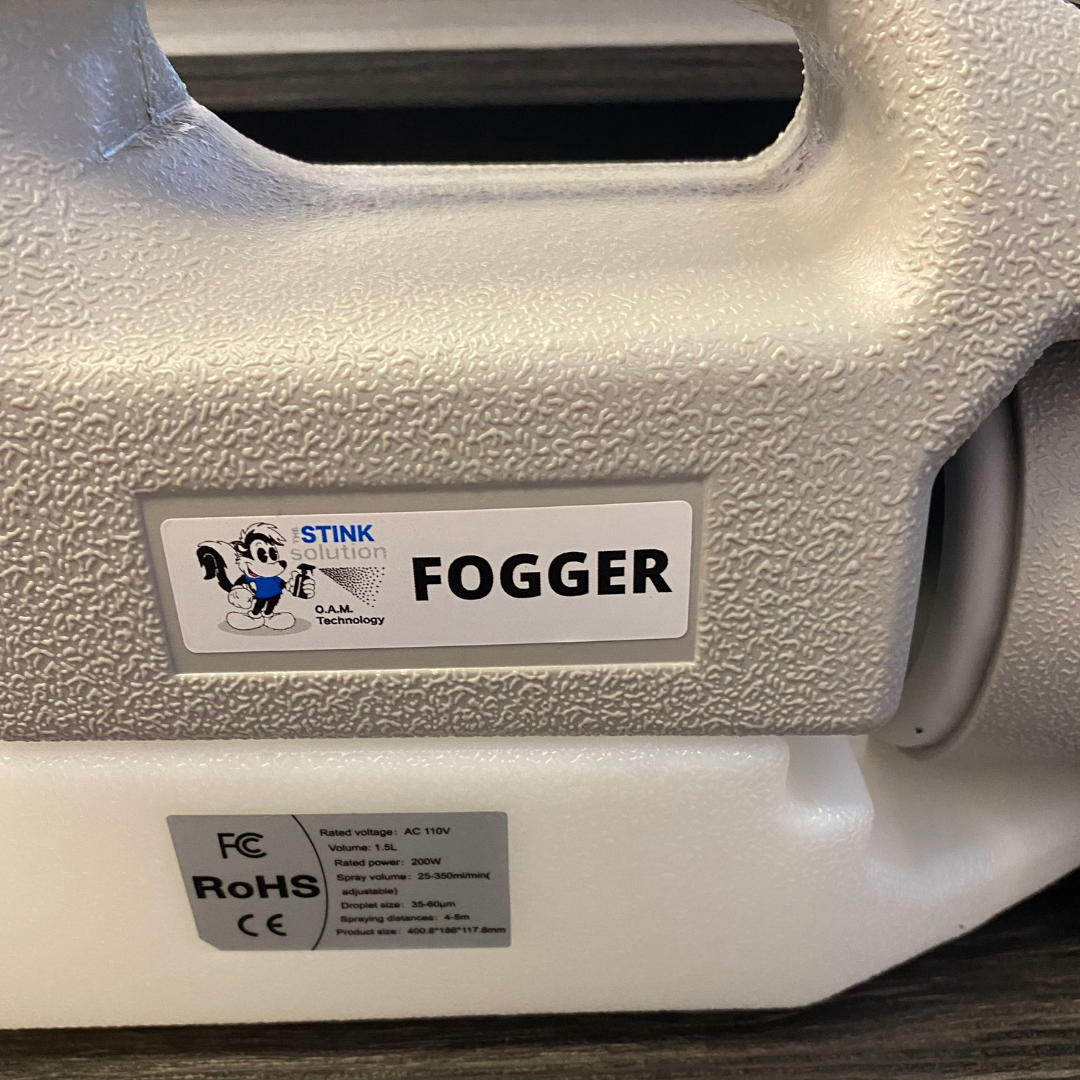 THE STINK
solution
O.A.M.
Technology
FOGGER
FC
RoHS
CE
Rated voltage: AC 110V
Volume: 1.5L
Rated power: 200W
Spray volume: 25-350ml/min(
adjustable)
Droplet size: 35-60μm
Spraying distances: 4-5m
Product size: 400.8*186*117.8mm